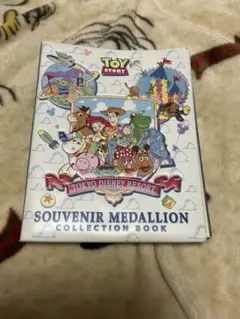 TOY
STORY
TOKYO DISNEY RESORT
SOUVENIR MEDALLION
COLLECTION BOOK